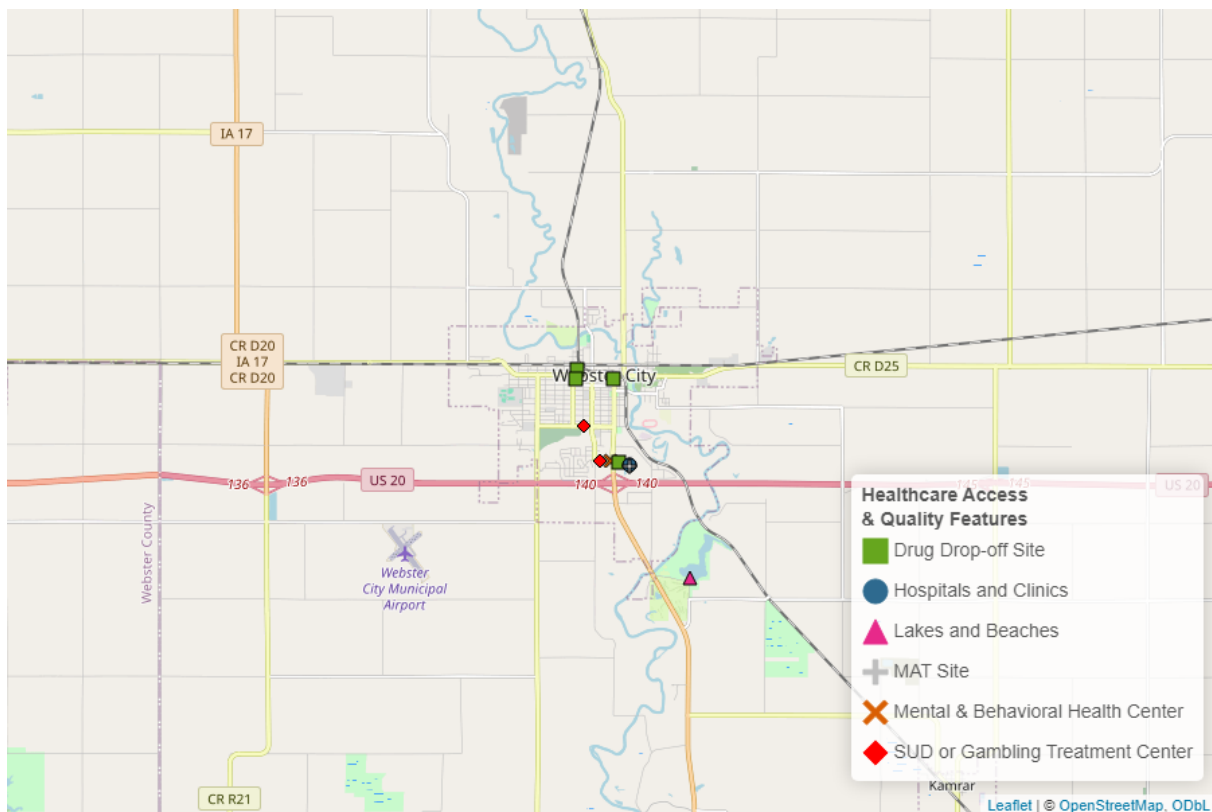 IA 17
CR D20
IA 17
CR D20
Webster City
CR D25
136
136
US 20
140
140
145
145
US 20
Webster County
Webster
City Municipal
Airport
Healthcare Access
& Quality Features
Drug Drop-off Site
Hospitals and Clinics
Lakes and Beaches
MAT Site
Mental & Behavioral Health Center
SUD or Gambling Treatment Center
Kamrar
CR R21
Leaflet | © OpenStreetMap, ODbL